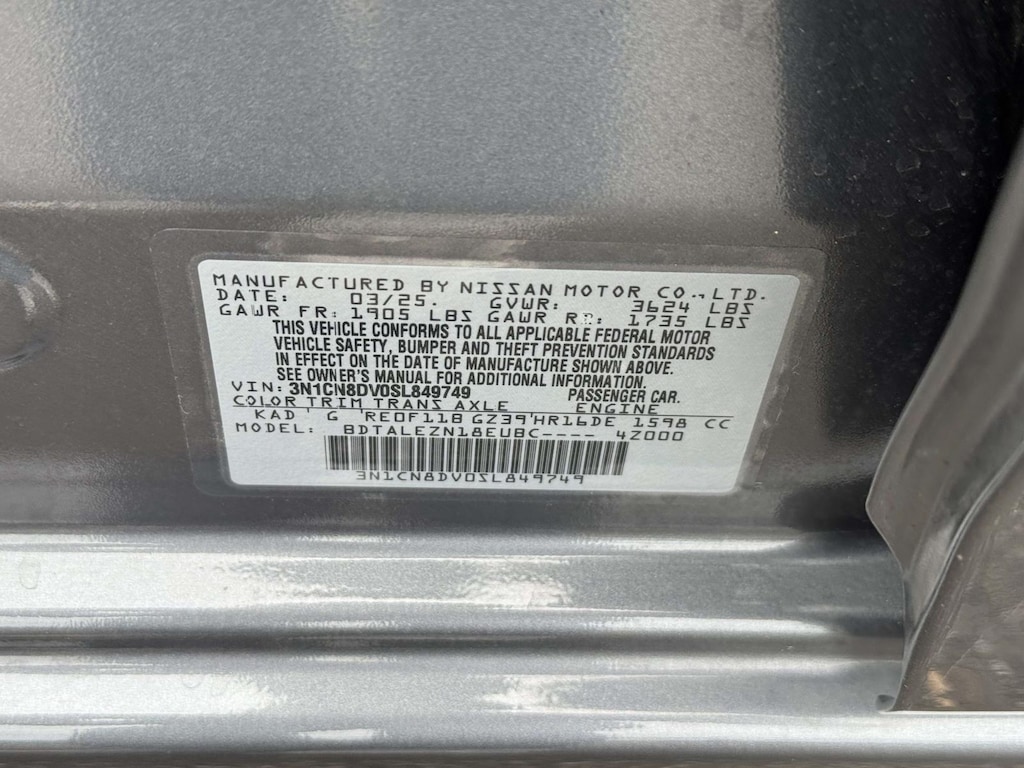 MANUFACTURED BY NISSAN MOTOR CO., LTD.
DATE: 03/25. GVWR: 3624 LBS
GAWR FR: 1905 LBS GAWR RR: 1735 LBS
THIS VEHICLE CONFORMS TO ALL APPLICABLE FEDERAL MOTOR
VEHICLE SAFETY, BUMPER AND THEFT PREVENTION STANDARDS
IN EFFECT ON THE DATE OF MANUFACTURE SHOWN ABOVE.
SEE OWNER'S MANUAL FOR ADDITIONAL INFORMATION.
VIN: 3N1CN8DV0SL849749 PASSENGER CAR.
COLOR TRIM TRANS AXLE ENGINE
KAD ' G 'RE0F11B GZ39'HR16DE 1598 CC
MODEL: BDTALEZN18EUBC---- 4Z000
3N1CN8DV0SL849749